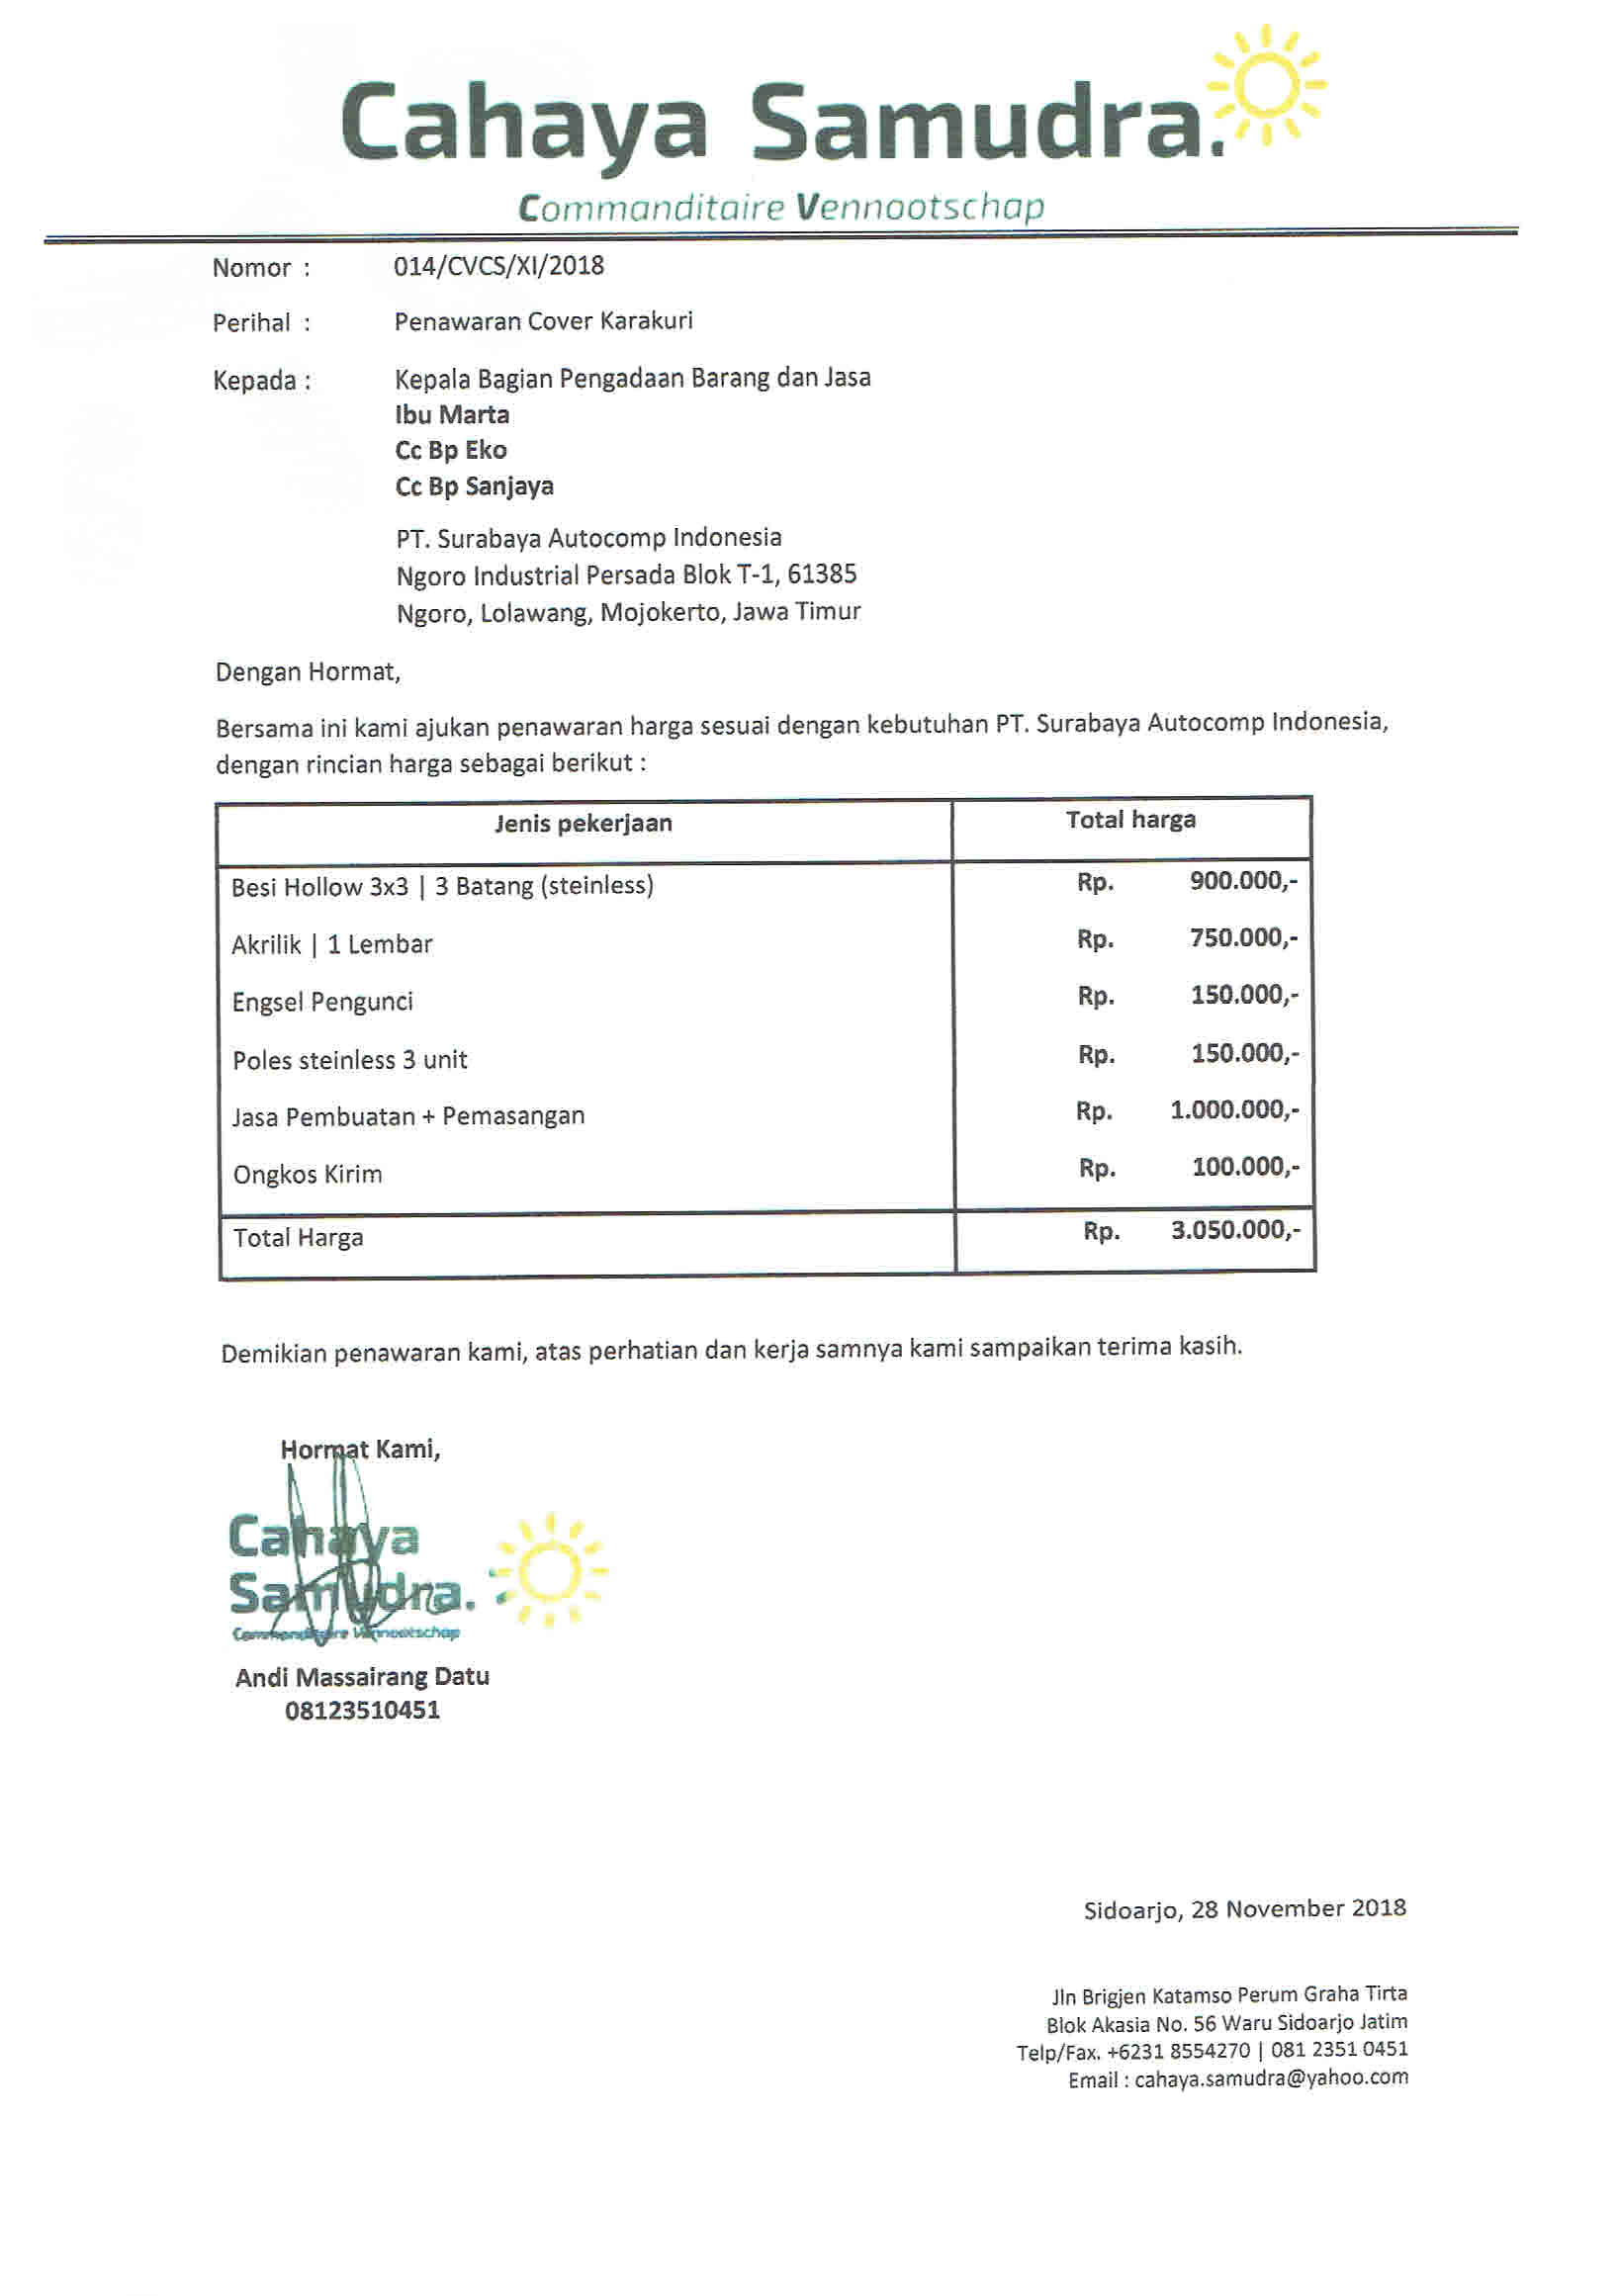 Cahaya Samudra.
Commanditaire Vennootschap
Nomor : 014/CVCS/XI/2018
Perihal : Penawaran Cover Karakuri
Kepada : Kepala Bagian Pengadaan Barang dan Jasa
Ibu Marta
Cc Bp Eko
Cc Bp Sanjaya
PT. Surabaya Autocomp Indonesia
Ngoro Industrial Persada Blok T-1, 61385
Ngoro, Lolawang, Mojokerto, Jawa Timur
Dengan Hormat,
Bersama ini kami ajukan penawaran harga sesuai dengan kebutuhan PT. Surabaya Autocomp Indonesia,
dengan rincian harga sebagai berikut :
Jenis pekerjaan Total harga
Besi Hollow 3x3 | 3 Batang (steinless) Rp. 900.000,-
Akrilik | 1 Lembar Rp. 750.000,-
Engsel Pengunci Rp. 150.000,-
Poles steinless 3 unit Rp. 150.000,-
Jasa Pembuatan + Pemasangan Rp. 1.000.000,-
Ongkos Kirim Rp. 100.000,-
Total Harga Rp. 3.050.000,-
Demikian penawaran kami, atas perhatian dan kerja samnya kami sampaikan terima kasih.
Hormat Kami,
Cahaya
Samudra.
Commanditaire Vennootschap
Andi Massairang Datu
08123510451
Sidoarjo, 28 November 2018
Jln Brigjen Katamso Perum Graha Tirta
Blok Akasia No. 56 Waru Sidoarjo Jatim
Telp/Fax. +6231 8554270 | 081 2351 0451
Email : cahaya.samudra@yahoo.com